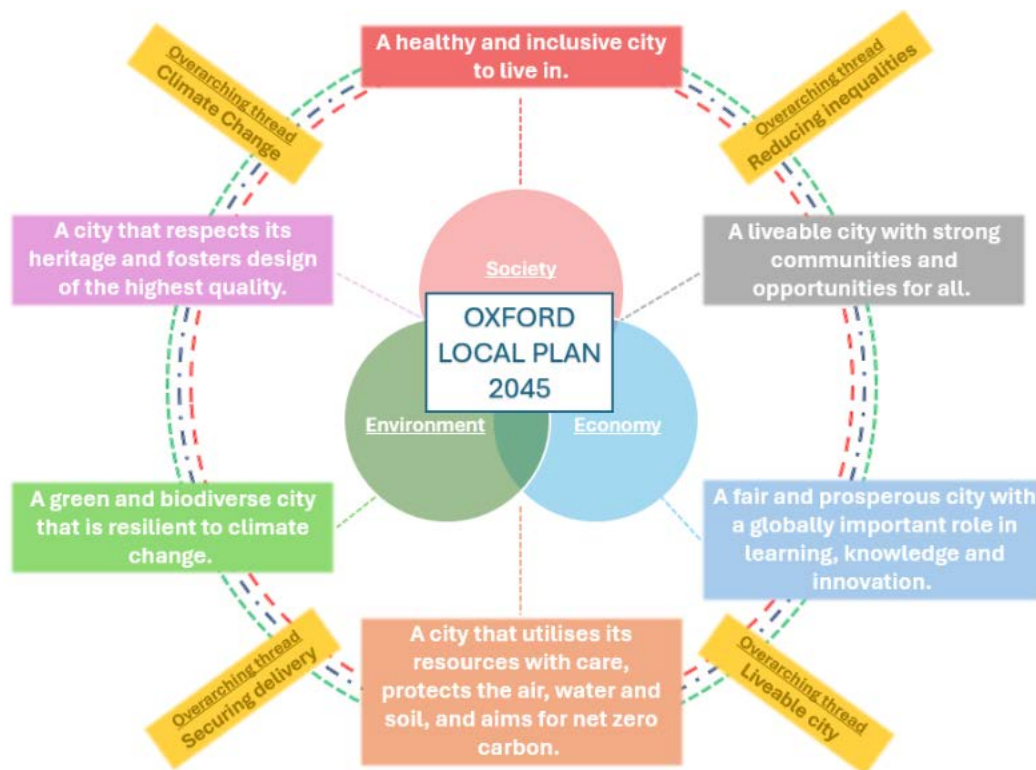 A healthy and inclusive city
to live in.
Overarching thread
Climate Change
Overarching thread
Reducing inequalities
A city that respects its
heritage and fosters design
of the highest quality.
A liveable city with strong
communities and
opportunities for all.
Society
OXFORD
LOCAL PLAN
2045
Environment
Economy
A green and biodiverse city
that is resilient to climate
change.
A fair and prosperous city with
a globally important role in
learning, knowledge and
innovation.
A city that utilises its
resources with care,
protects the air, water and
soil, and aims for net zero
carbon.
Overarching thread
Securing delivery
Overarching thread
Liveable city